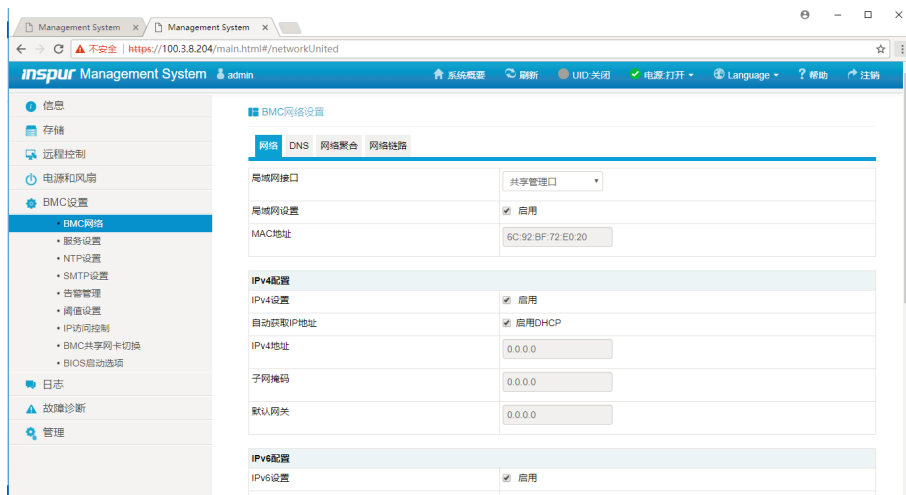 Management System
Management System
不安全 | https://100.3.8.204/main.html#/networkUnited
inspur Management System admin 系统概要 刷新 UID:关闭 电源:打开 Language 帮助 注销
信息
存储
远程控制
电源和风扇
BMC设置
• BMC网络
• 服务设置
• NTP设置
• SMTP设置
• 告警管理
• 阈值设置
• IP访问控制
• BMC共享网卡切换
• BIOS启动选项
日志
故障诊断
管理
BMC网络设置
网络 DNS 网络聚合 网络链路
局域网接口 共享管理口
局域网设置 启用
MAC地址 6C:92:BF:72:E0:20
IPv4配置
IPv4设置 启用
自动获取IP地址 启用DHCP
IPv4地址 0.0.0.0
子网掩码 0.0.0.0
默认网关 0.0.0.0
IPv6配置
IPv6设置 启用